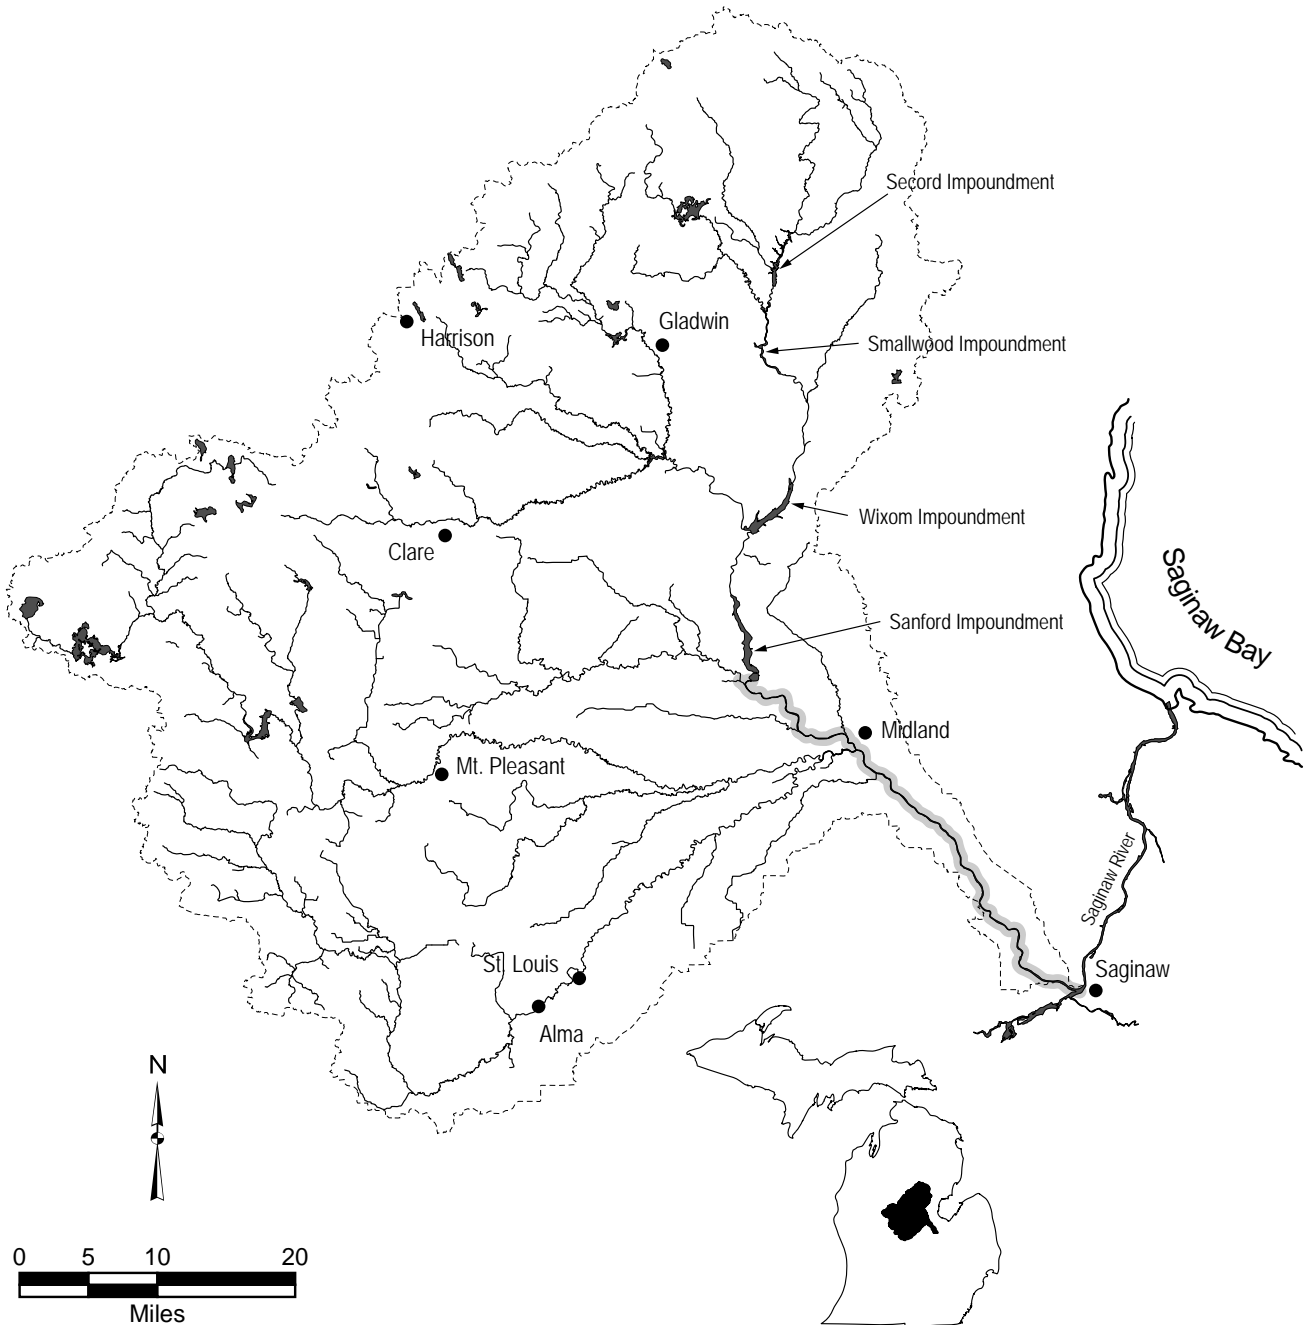 Secord Impoundment
Gladwin
Harrison
Smallwood Impoundment
Clare
Wixom Impoundment
Saginaw Bay
Sanford Impoundment
Midland
Mt. Pleasant
Saginaw River
St. Louis
Saginaw
Alma
N
0 5 10 20
Miles